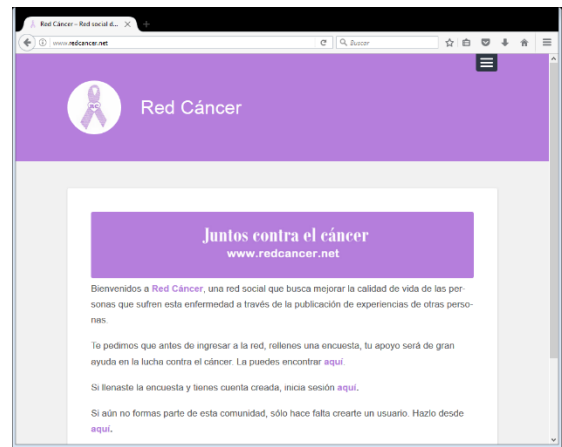 Red Cáncer – Red social d...
www.redcancer.net
Buscar
RC
Red Cáncer
Juntos contra el cáncer
www.redcancer.net
Bienvenidos a Red Cáncer, una red social que busca mejorar la calidad de vida de las per-
sonas que sufren esta enfermedad a través de la publicación de experiencias de otras perso-
nas.
Te pedimos que antes de ingresar a la red, rellenes una encuesta, tu apoyo será de gran
ayuda en la lucha contra el cáncer. La puedes encontrar aquí.
Si llenaste la encuesta y tienes cuenta creada, inicia sesión aquí.
Si aún no formas parte de esta comunidad, sólo hace falta crearte un usuario. Hazlo desde
aquí.